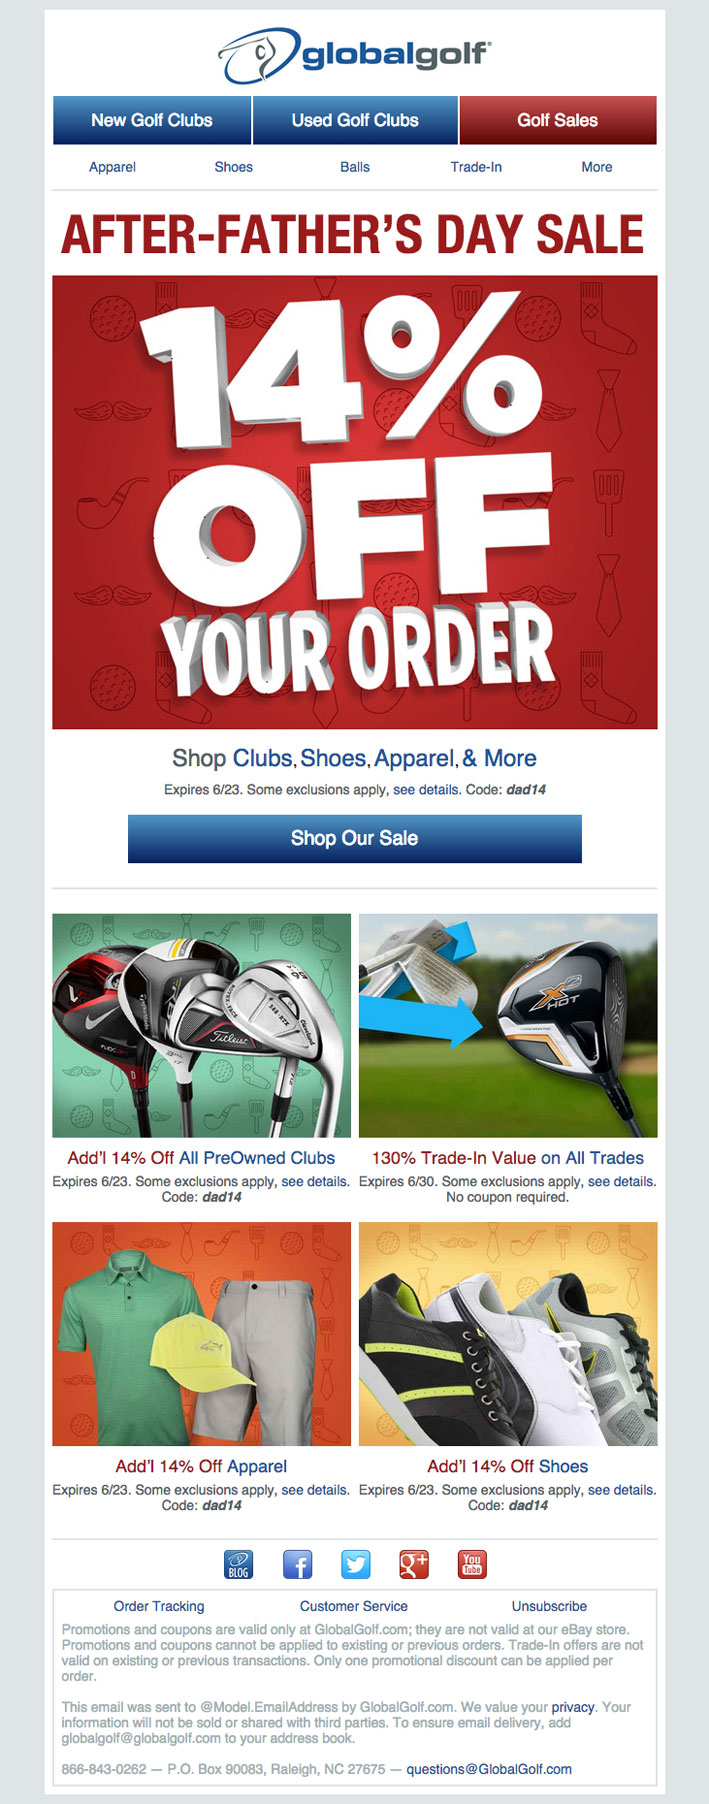 globalgolf®
New Golf Clubs
Used Golf Clubs
Golf Sales
Apparel
Shoes
Balls
Trade-In
More
AFTER-FATHER'S DAY SALE
14%
OFF
YOUR ORDER
Shop Clubs, Shoes, Apparel, & More
Expires 6/23. Some exclusions apply, see details. Code: dad14
Shop Our Sale
Titleist
Cleveland
X2
HOT
Add'l 14% Off All PreOwned Clubs
Expires 6/23. Some exclusions apply, see details.
Code: dad14
130% Trade-In Value on All Trades
Expires 6/30. Some exclusions apply, see details.
No coupon required.
Add'l 14% Off Apparel
Expires 6/23. Some exclusions apply, see details.
Code: dad14
Add'l 14% Off Shoes
Expires 6/23. Some exclusions apply, see details.
Code: dad14
BLOG
f
g+
You
Tube
Order Tracking
Customer Service
Unsubscribe
Promotions and coupons are valid only at GlobalGolf.com; they are not valid at our eBay store.
Promotions and coupons cannot be applied to existing or previous orders. Trade-In offers are not
valid on existing or previous transactions. Only one promotional discount can be applied per
order.
This email was sent to @Model.EmailAddress by GlobalGolf.com. We value your privacy. Your
information will not be sold or shared with third parties. To ensure email delivery, add
globalgolf@globalgolf.com to your address book.
866-843-0262 — P.O. Box 90083, Raleigh, NC 27675 — questions@GlobalGolf.com